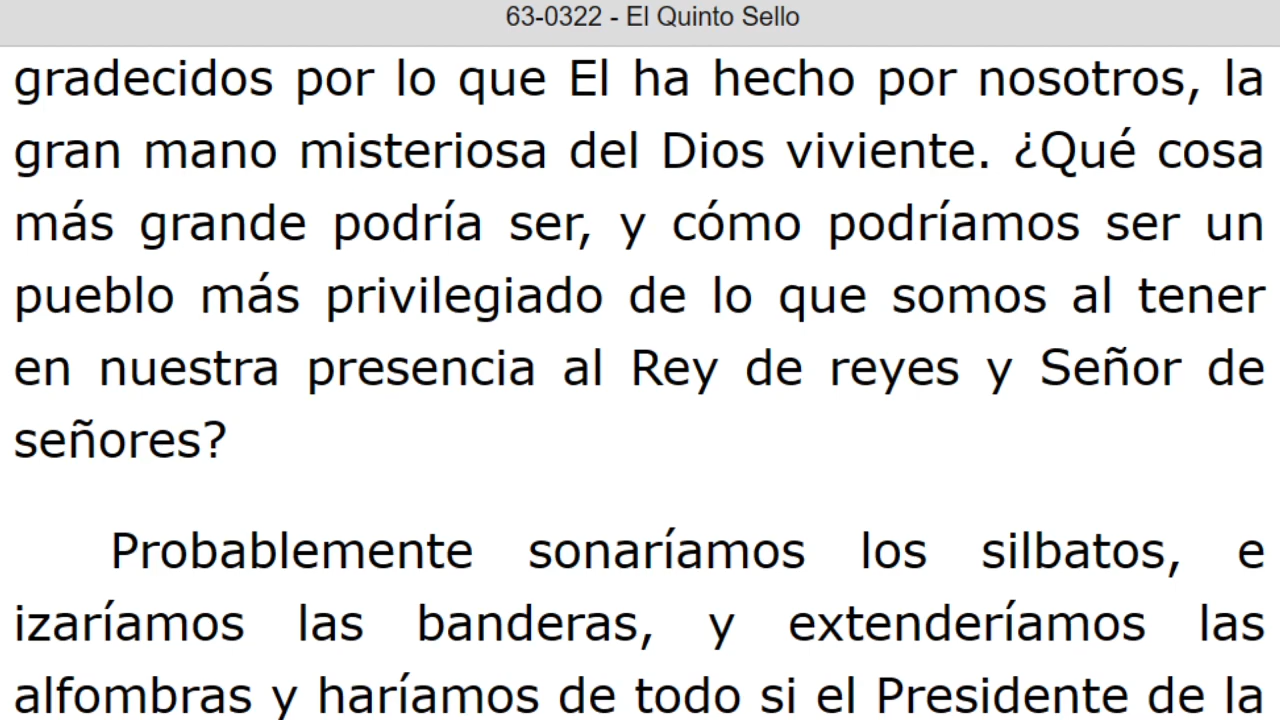 63-0322 - El Quinto Sello
gradecidos por lo que El ha hecho por nosotros, la
gran mano misteriosa del Dios viviente. ¿Qué cosa
más grande podría ser, y cómo podríamos ser un
pueblo más privilegiado de lo que somos al tener
en nuestra presencia al Rey de reyes y Señor de
señores?
Probablemente sonaríamos los silbatos, e
izaríamos las banderas, y extenderíamos las
alfombras y haríamos de todo si el Presidente de la